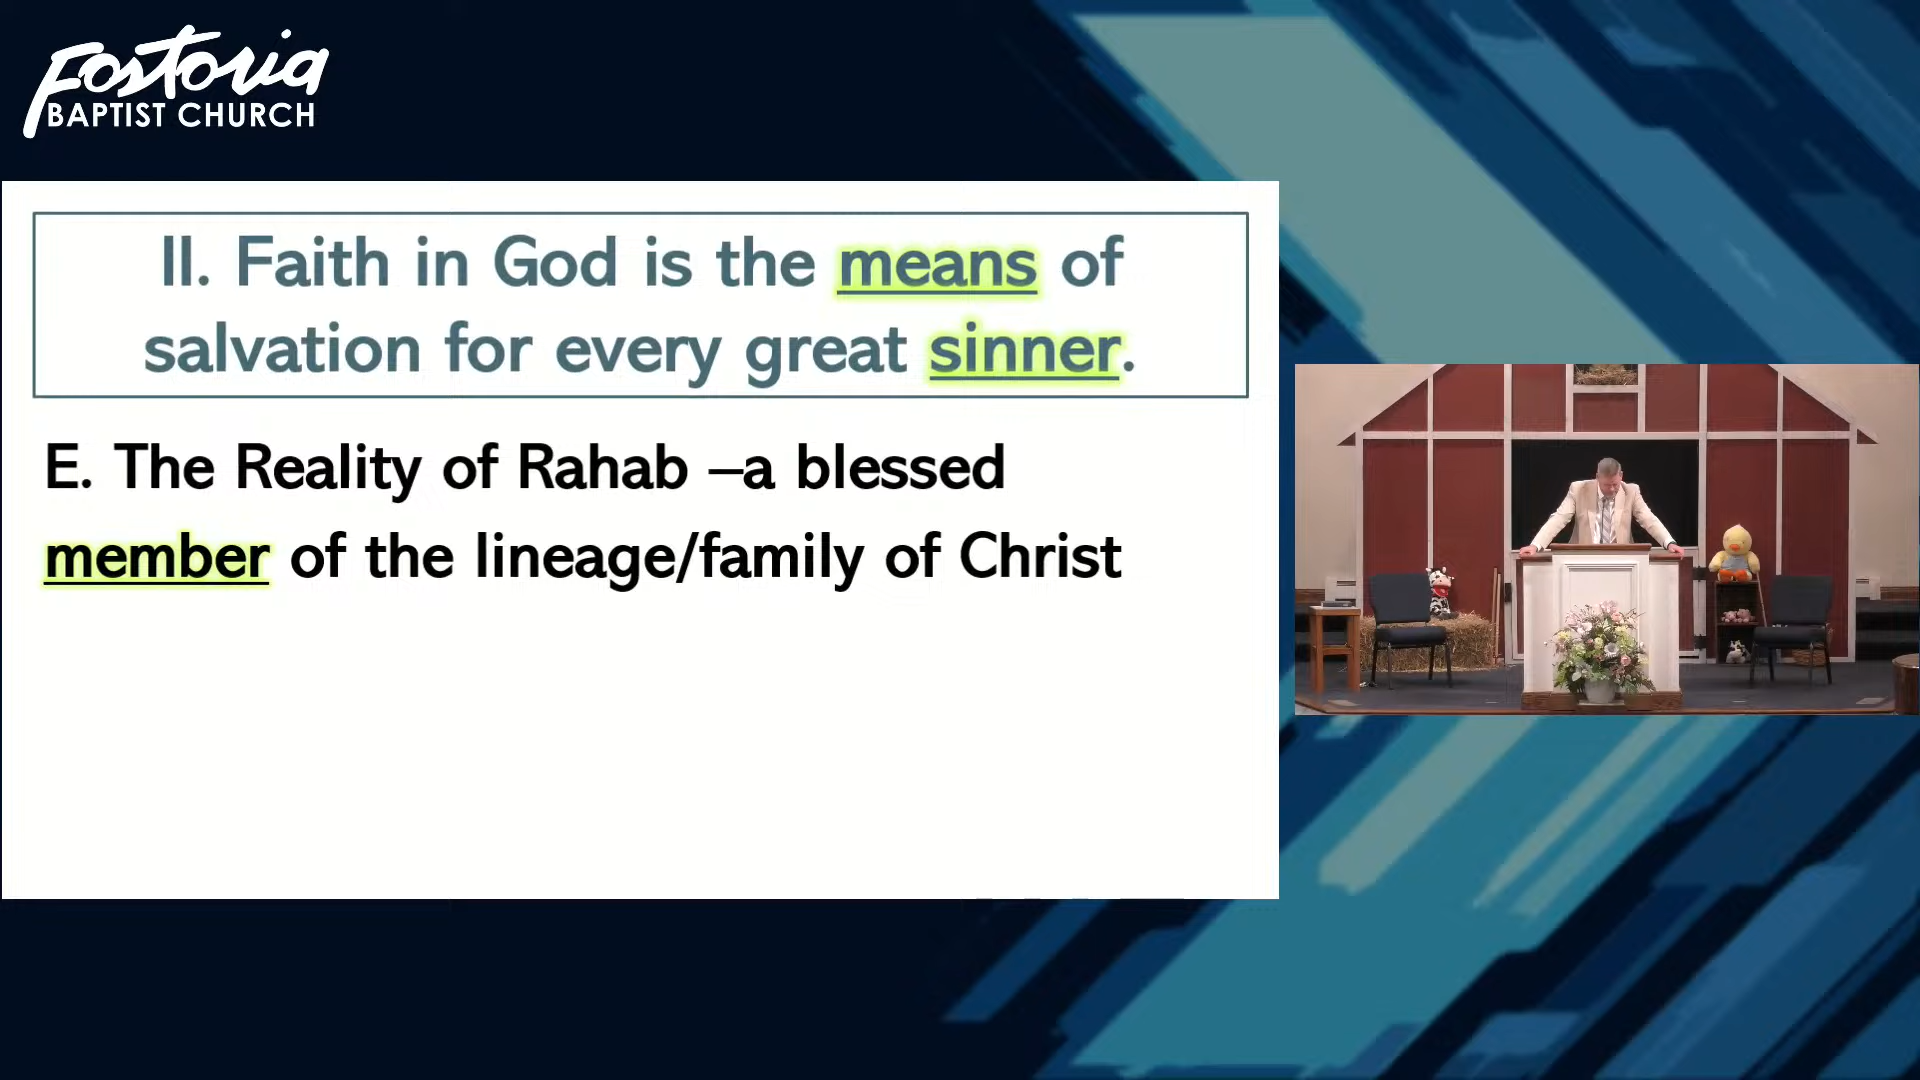 Fostoria
BAPTIST CHURCH
II. Faith in God is the means of
salvation for every great sinner.
E. The Reality of Rahab –a blessed
member of the lineage/family of Christ